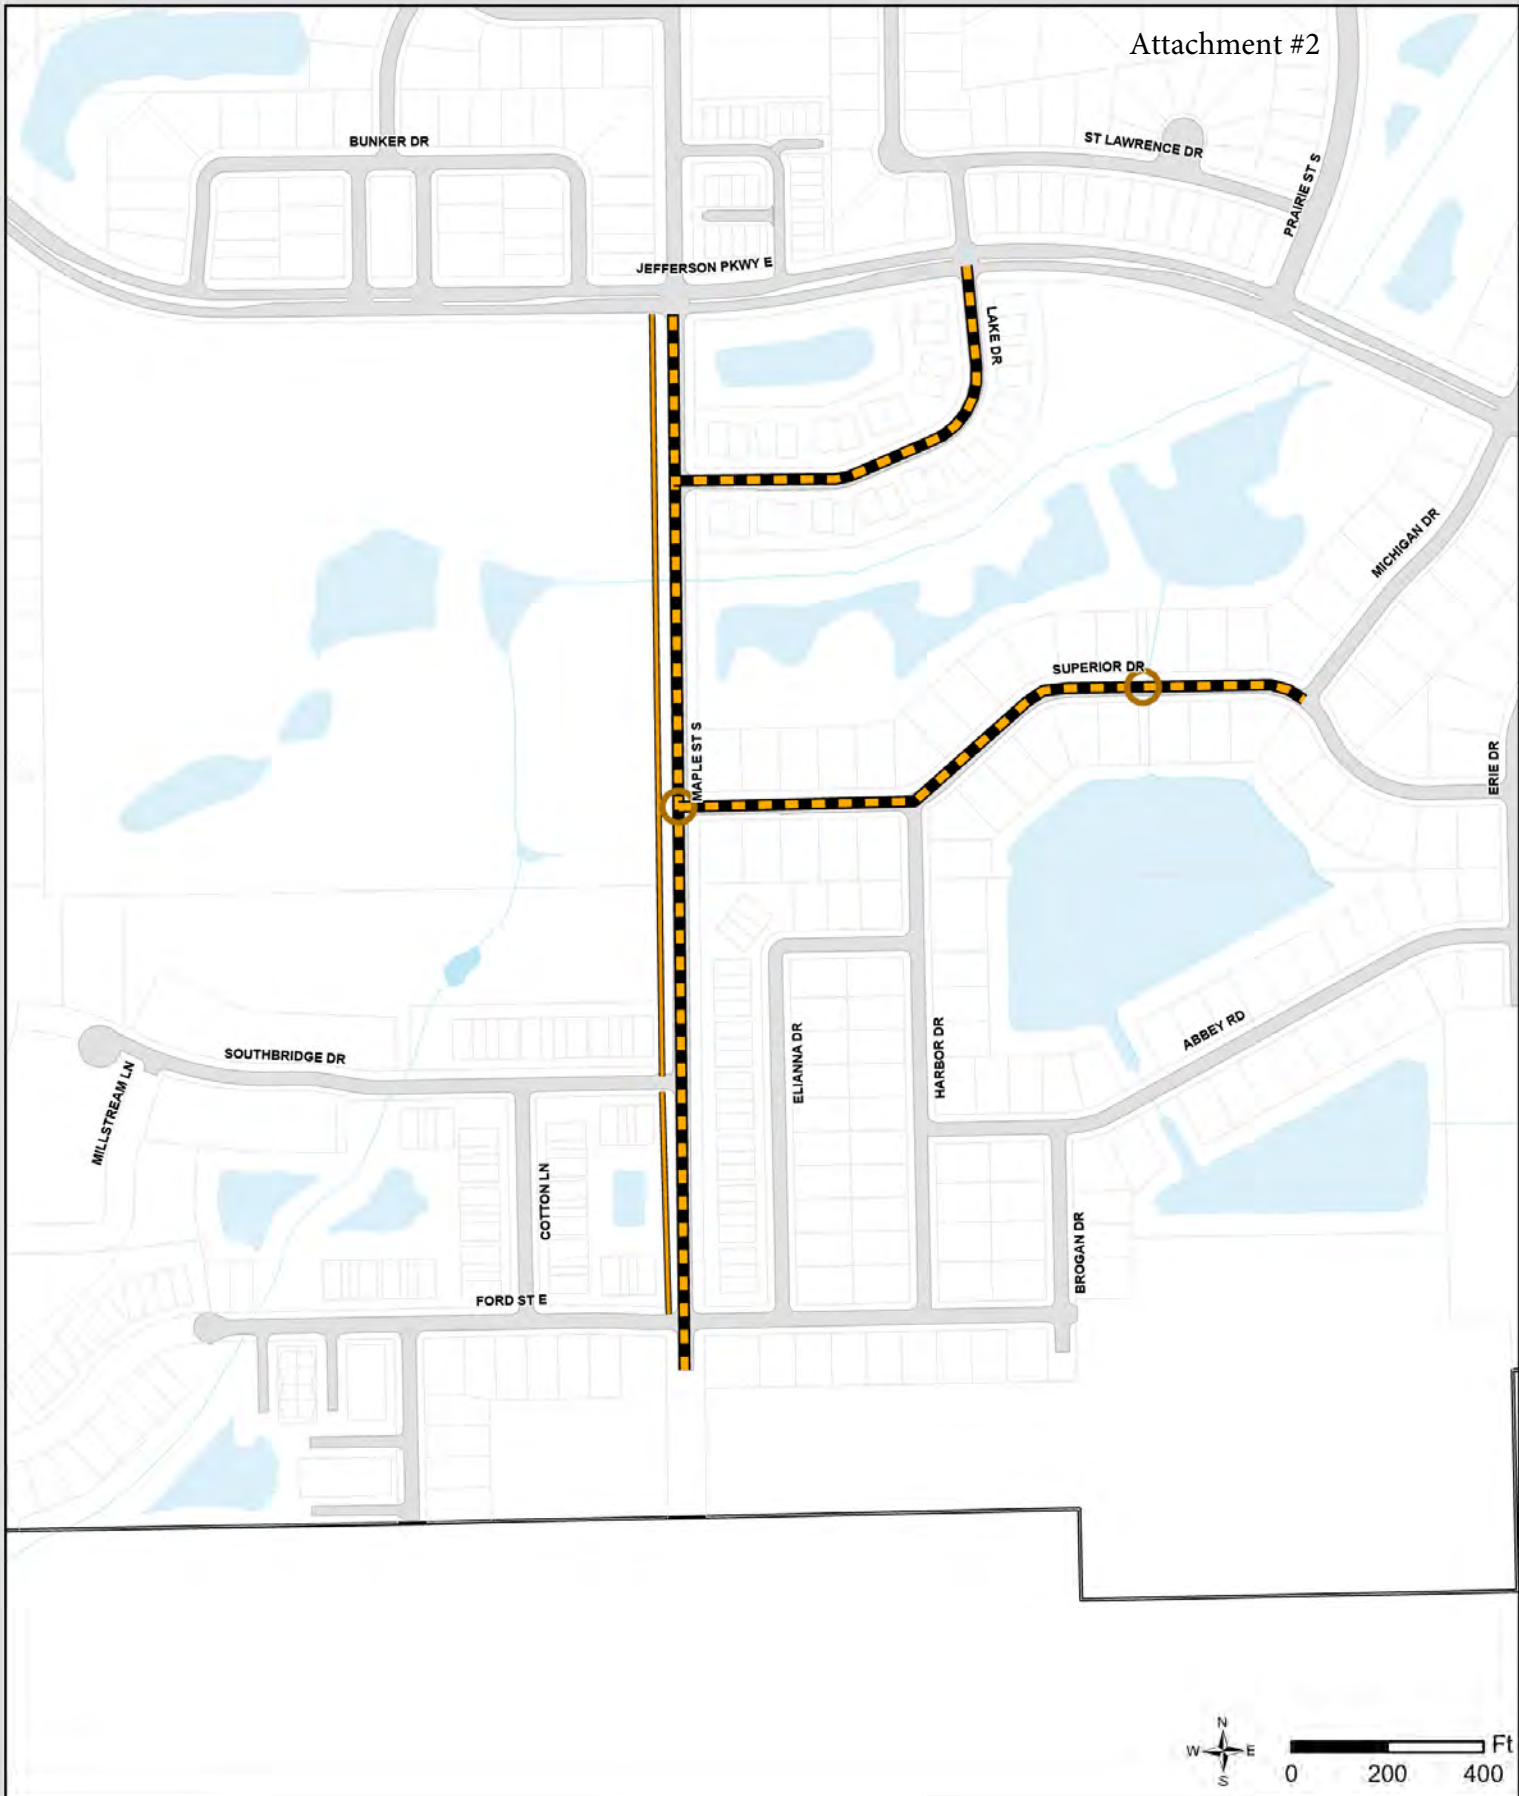 Attachment #2
BUNKER DR
ST LAWRENCE DR
PRAIRIE ST S
JEFFERSON PKWY E
LAKE DR
MICHIGAN DR
SUPERIOR DR
MAPLE ST S
ERIE DR
SOUTHBRIDGE DR
MILLSTREAM LN
ELIANNA DR
HARBOR DR
ABBEY RD
COTTON LN
BROGAN DR
FORD ST E
N
W E
S
Ft
0 200 400